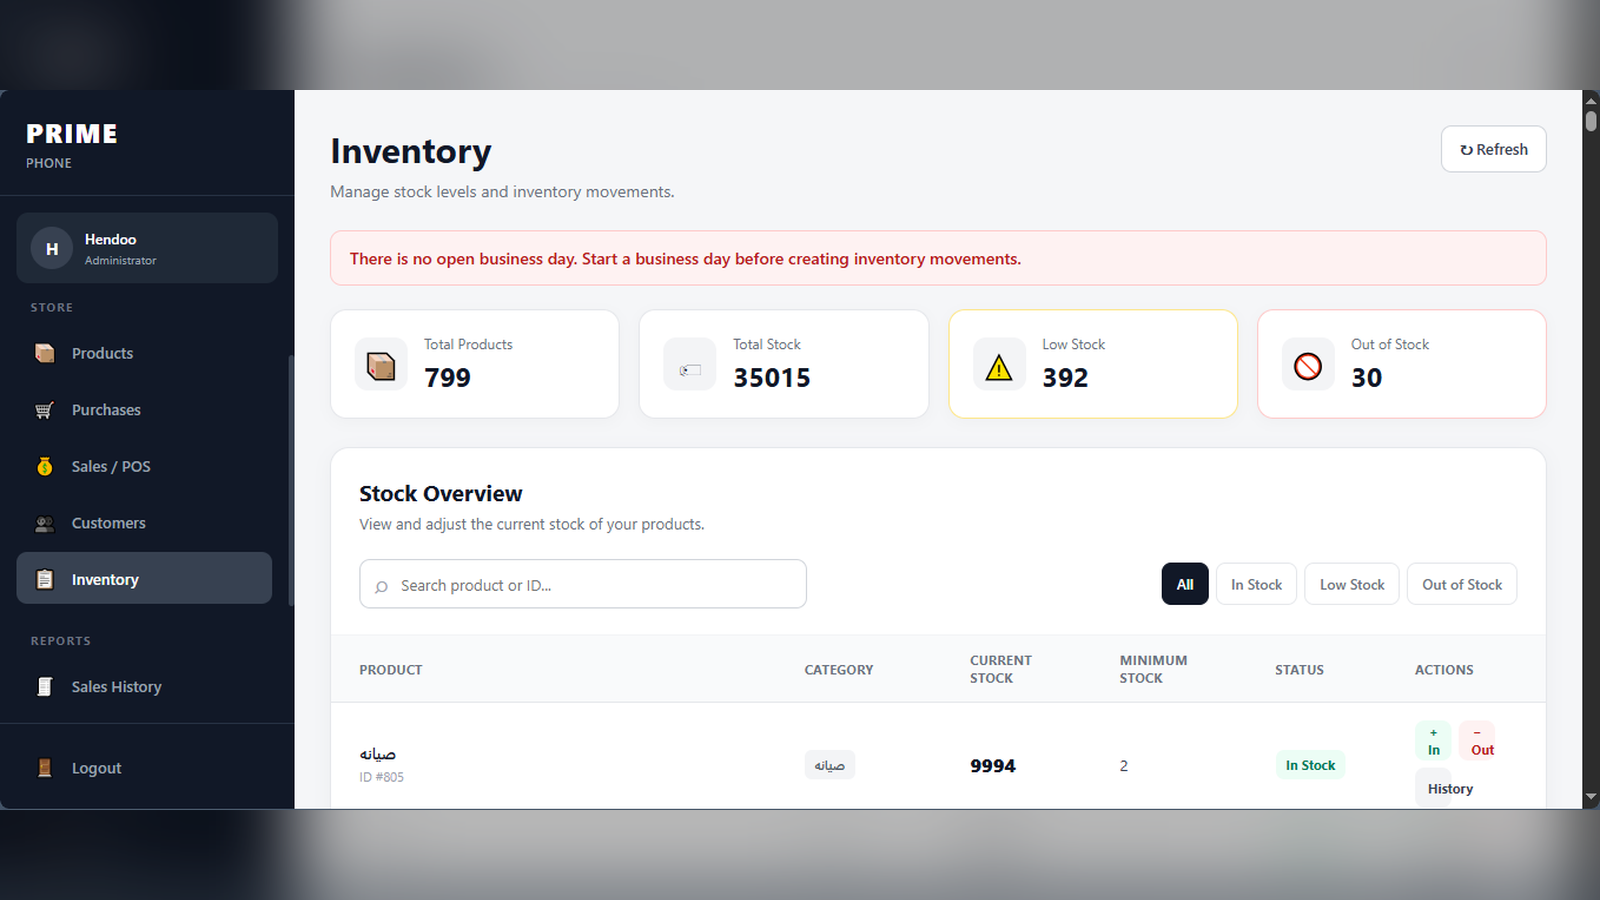 PRIME
PHONE
H
Hendoo
Administrator
STORE
Products
Purchases
Sales / POS
Customers
Inventory
REPORTS
Sales History
Logout
Inventory
Manage stock levels and inventory movements.
↻ Refresh
There is no open business day. Start a business day before creating inventory movements.
Total Products
799
Total Stock
35015
Low Stock
392
Out of Stock
30
Stock Overview
View and adjust the current stock of your products.
Search product or ID...
All
In Stock
Low Stock
Out of Stock
PRODUCT
CATEGORY
CURRENT
STOCK
MINIMUM
STOCK
STATUS
ACTIONS
صيانه
ID #805
صيانه
9994
2
In Stock
+
In
−
Out
History